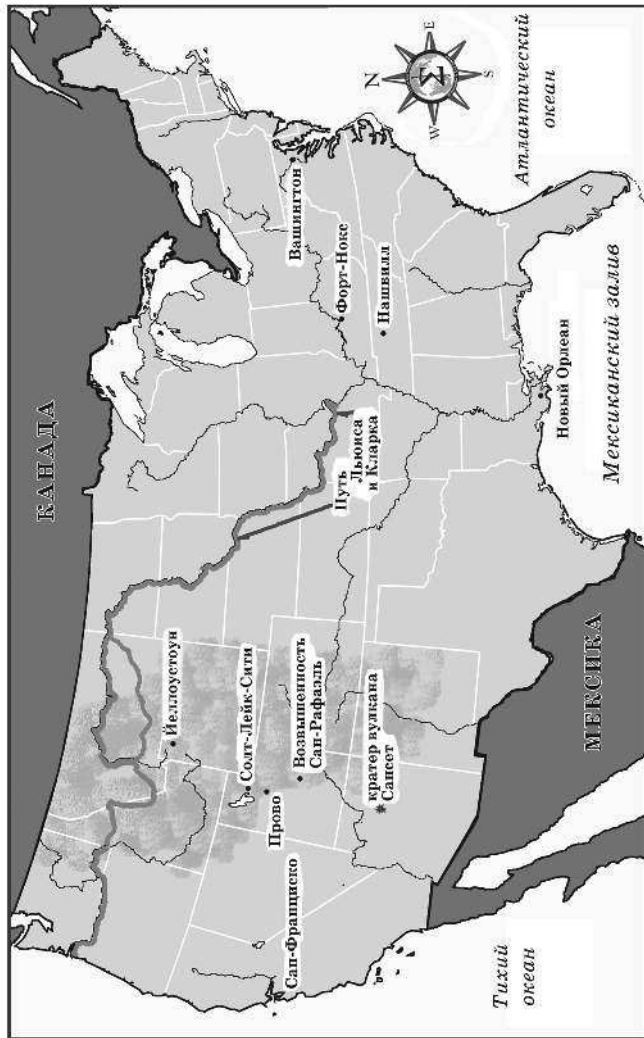 КАНАДА
N
E
S
W
Σ
Атлантический
океан
Вашингтон
Форт-Нокс
Нашвилл
Новый Орлеан
Мексиканский залив
Путь
Льюиса
и Кларка
Йеллоустоун
Солт-Лейк-Сити
Прово
Возвышенность
Сан-Рафаэль
кратер вулкана
Сансет
Сан-Франциско
МЕКСИКА
Тихий
океан